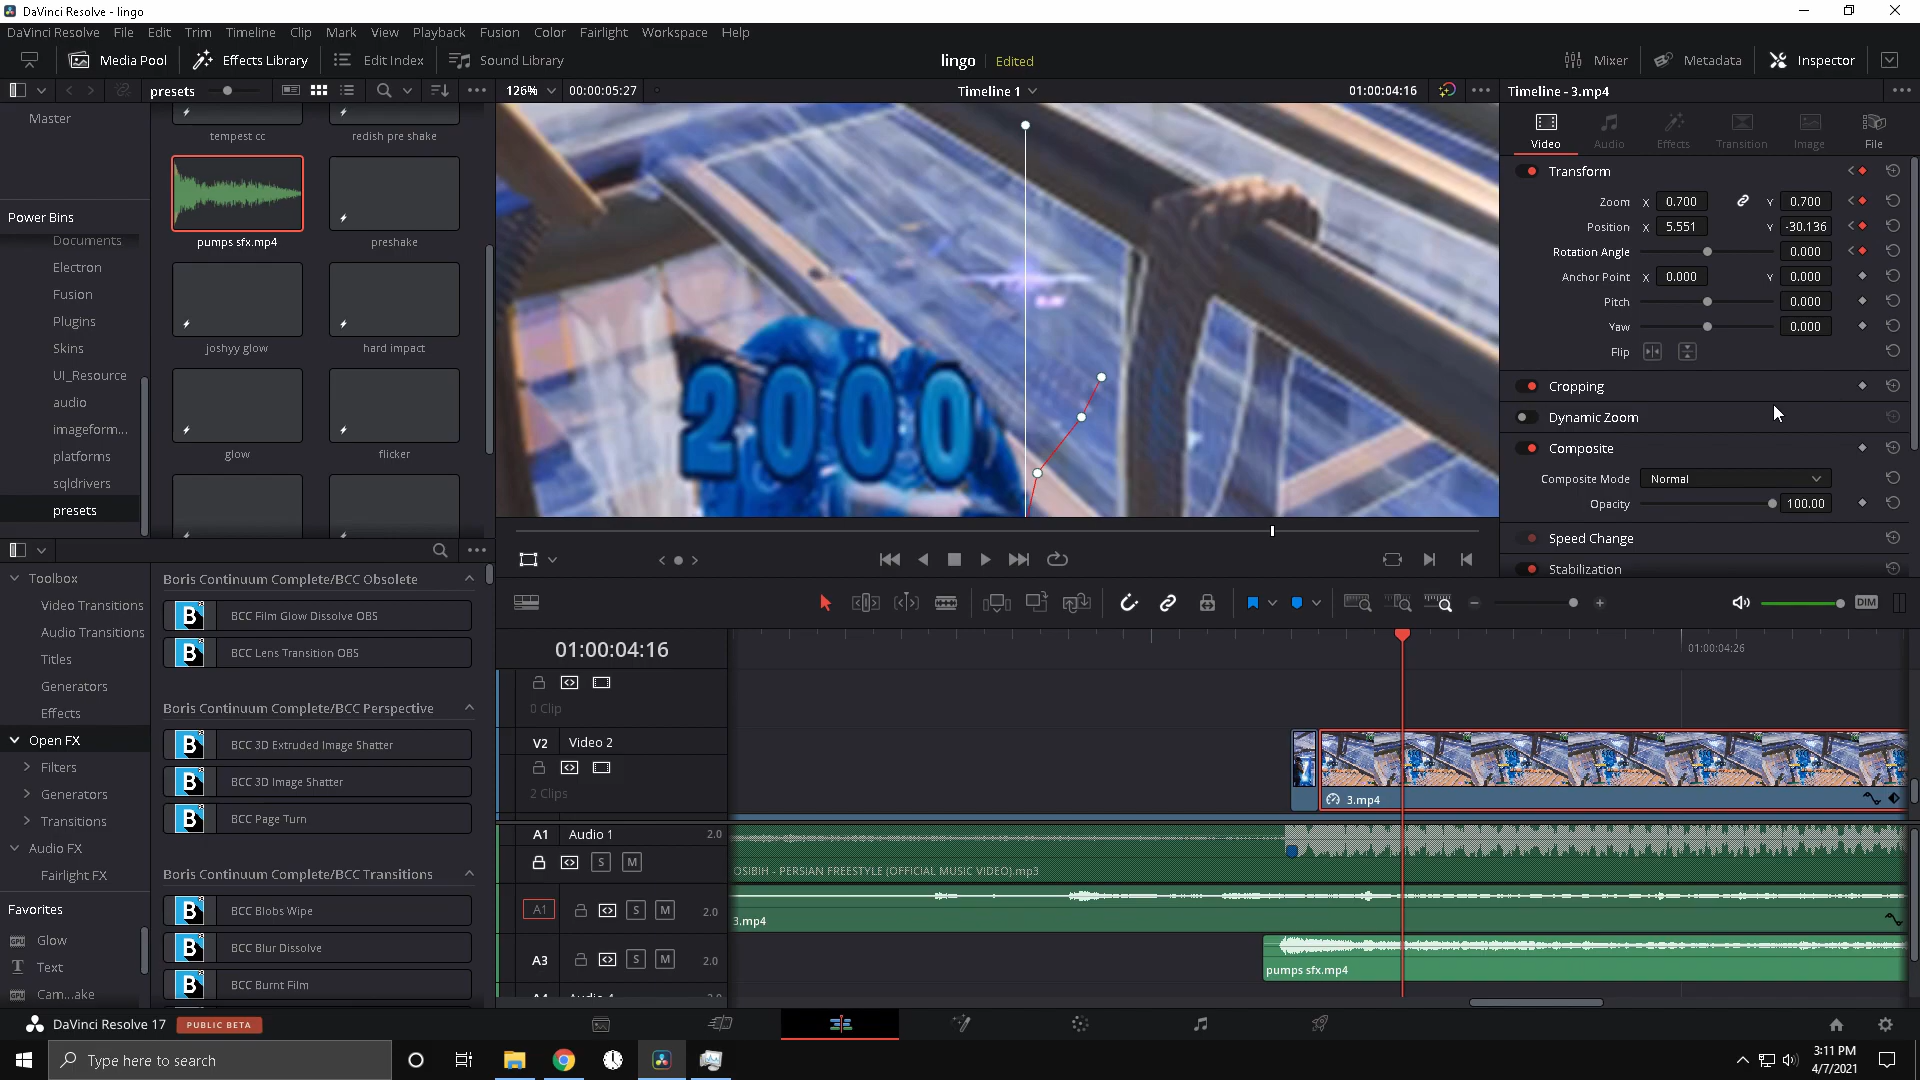 DaVinci Resolve - lingo
DaVinci Resolve File Edit Trim Timeline Clip Mark View Playback Fusion Color Fairlight Workspace Help
Media Pool Effects Library Edit Index Sound Library lingo Edited Mixer Metadata Inspector
presets 126% 00:00:05:27 Timeline 1 01:00:04:16 Timeline - 3.mp4
Master
tempest cc redish pre shake
Video Audio Effects Transition Image File
Transform
Zoom X 0.700 Y 0.700
Power Bins
Position X 5.551 Y -30.136
Documents
pumps sfx.mp4 preshake
Rotation Angle 0.000
Electron
Anchor Point X 0.000 Y 0.000
Fusion
Pitch 0.000
Plugins
Yaw 0.000
Skins
joshyy glow hard impact
Flip
UI_Resource
Cropping
audio
Dynamic Zoom
imageform...
2000
Composite
platforms
glow flicker
Composite Mode Normal
sqldrivers
Opacity 100.00
presets
Speed Change
Stabilization
Toolbox
Boris Continuum Complete/BCC Obsolete
Video Transitions
BCC Film Glow Dissolve OBS
DIM
Audio Transitions
BCC Lens Transition OBS
Titles
01:00:04:16
01:00:04:26
Generators
Effects
Boris Continuum Complete/BCC Perspective
0 Clip
Open FX
BCC 3D Extruded Image Shatter
V2 Video 2
Filters
BCC 3D Image Shatter
Generators
2 Clips
3.mp4
Transitions
BCC Page Turn
A1 Audio 1 2.0
Audio FX
S M
Fairlight FX
Boris Continuum Complete/BCC Transitions
OSIBIH - PERSIAN FREESTYLE (OFFICIAL MUSIC VIDEO).mp3
Favorites
BCC Blobs Wipe
A1 S M 2.0
3.mp4
Glow
BCC Blur Dissolve
Text
A3 S M 2.0
pumps sfx.mp4
Cam...ake
BCC Burnt Film
A4 Audio 4 2.0
DaVinci Resolve 17 PUBLIC BETA
Type here to search
3:11 PM
4/7/2021